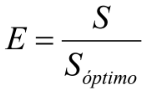 E = S / S_óptimo